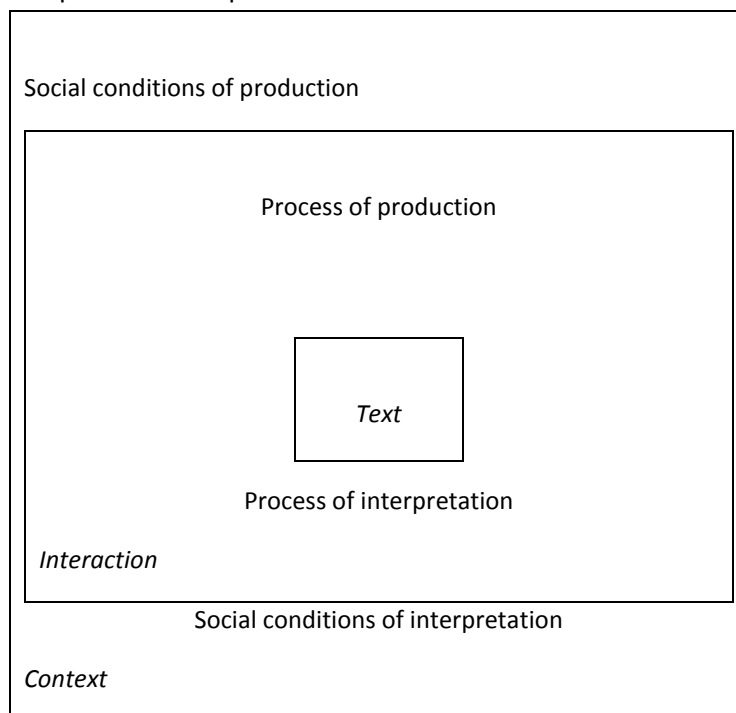 Social conditions of production
Process of production
Text
Process of interpretation
Interaction
Social conditions of interpretation
Context